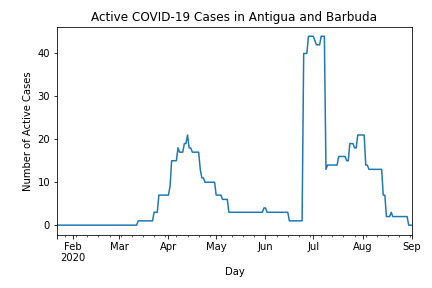 Active COVID-19 Cases in Antigua and Barbuda
Number of Active Cases
40
30
20
10
0
Feb Mar Apr May Jun Jul Aug Sep
2020
Day